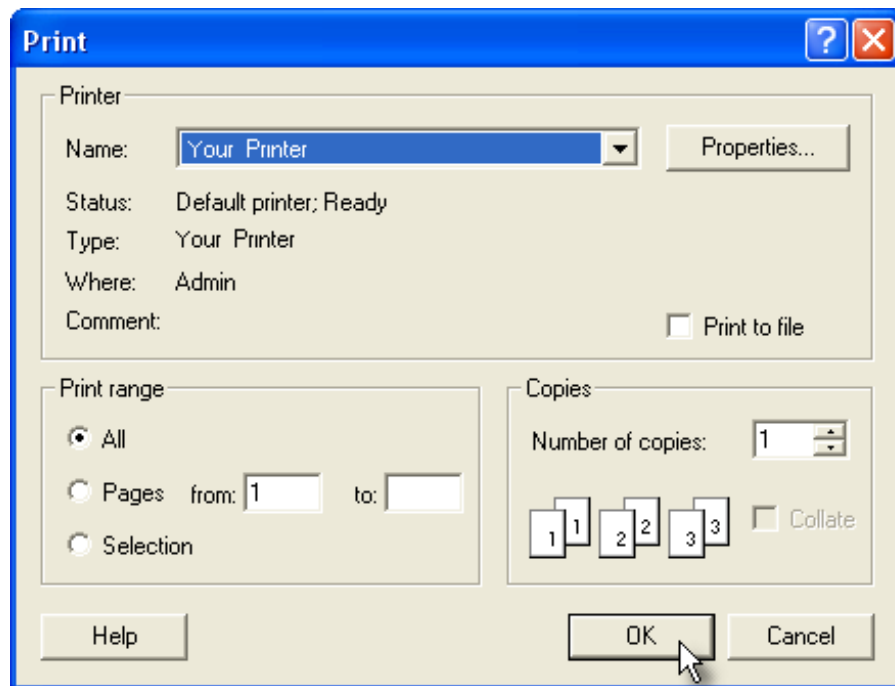 Print
Printer
Name: Your Printer Properties...
Status: Default printer; Ready
Type: Your Printer
Where: Admin
Comment:
Print to file
Print range
All
Pages from: 1 to:
Selection
Copies
Number of copies: 1
1 1 2 2 3 3 Collate
Help OK Cancel